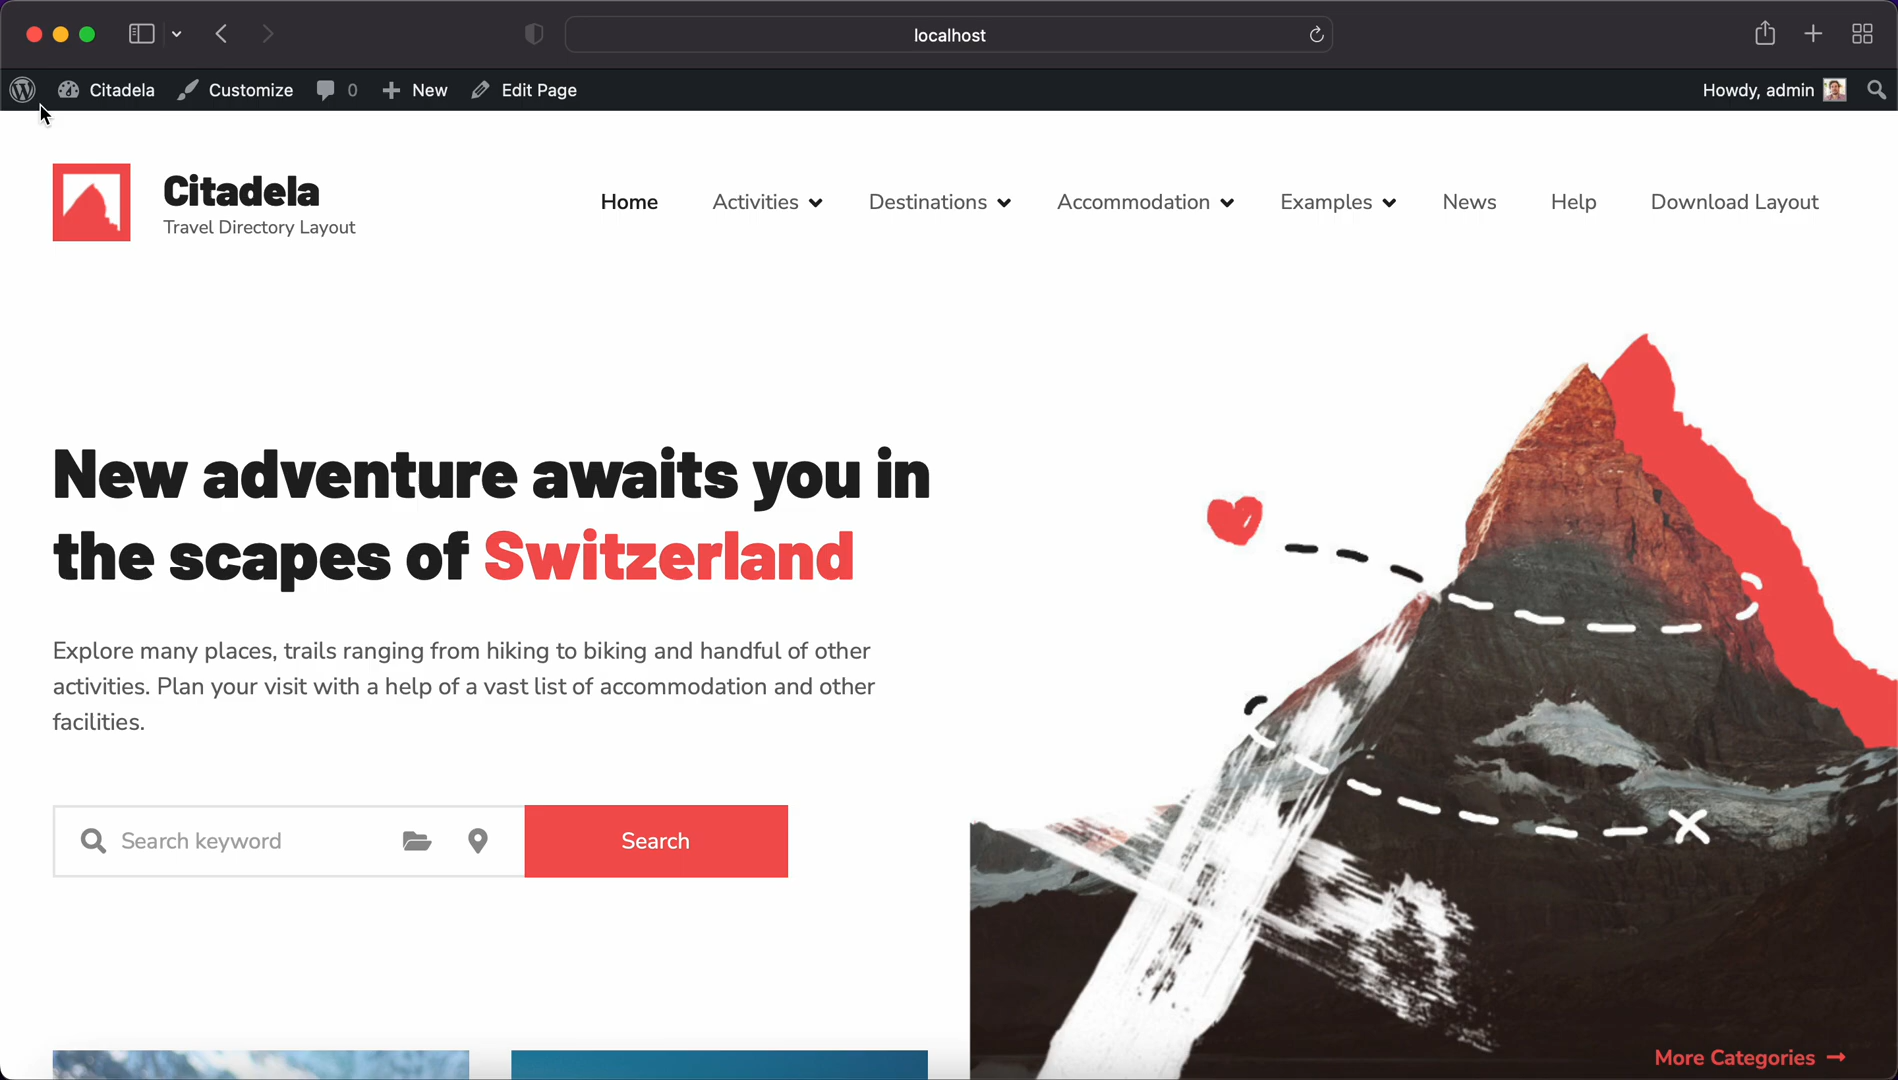 localhost
Citadela Customize 0 New Edit Page Howdy, admin
Citadela
Travel Directory Layout
Home Activities Destinations Accommodation Examples News Help Download Layout
New adventure awaits you in
the scapes of Switzerland
Explore many places, trails ranging from hiking to biking and handful of other
activities. Plan your visit with a help of a vast list of accommodation and other
facilities.
Search keyword Search
More Categories